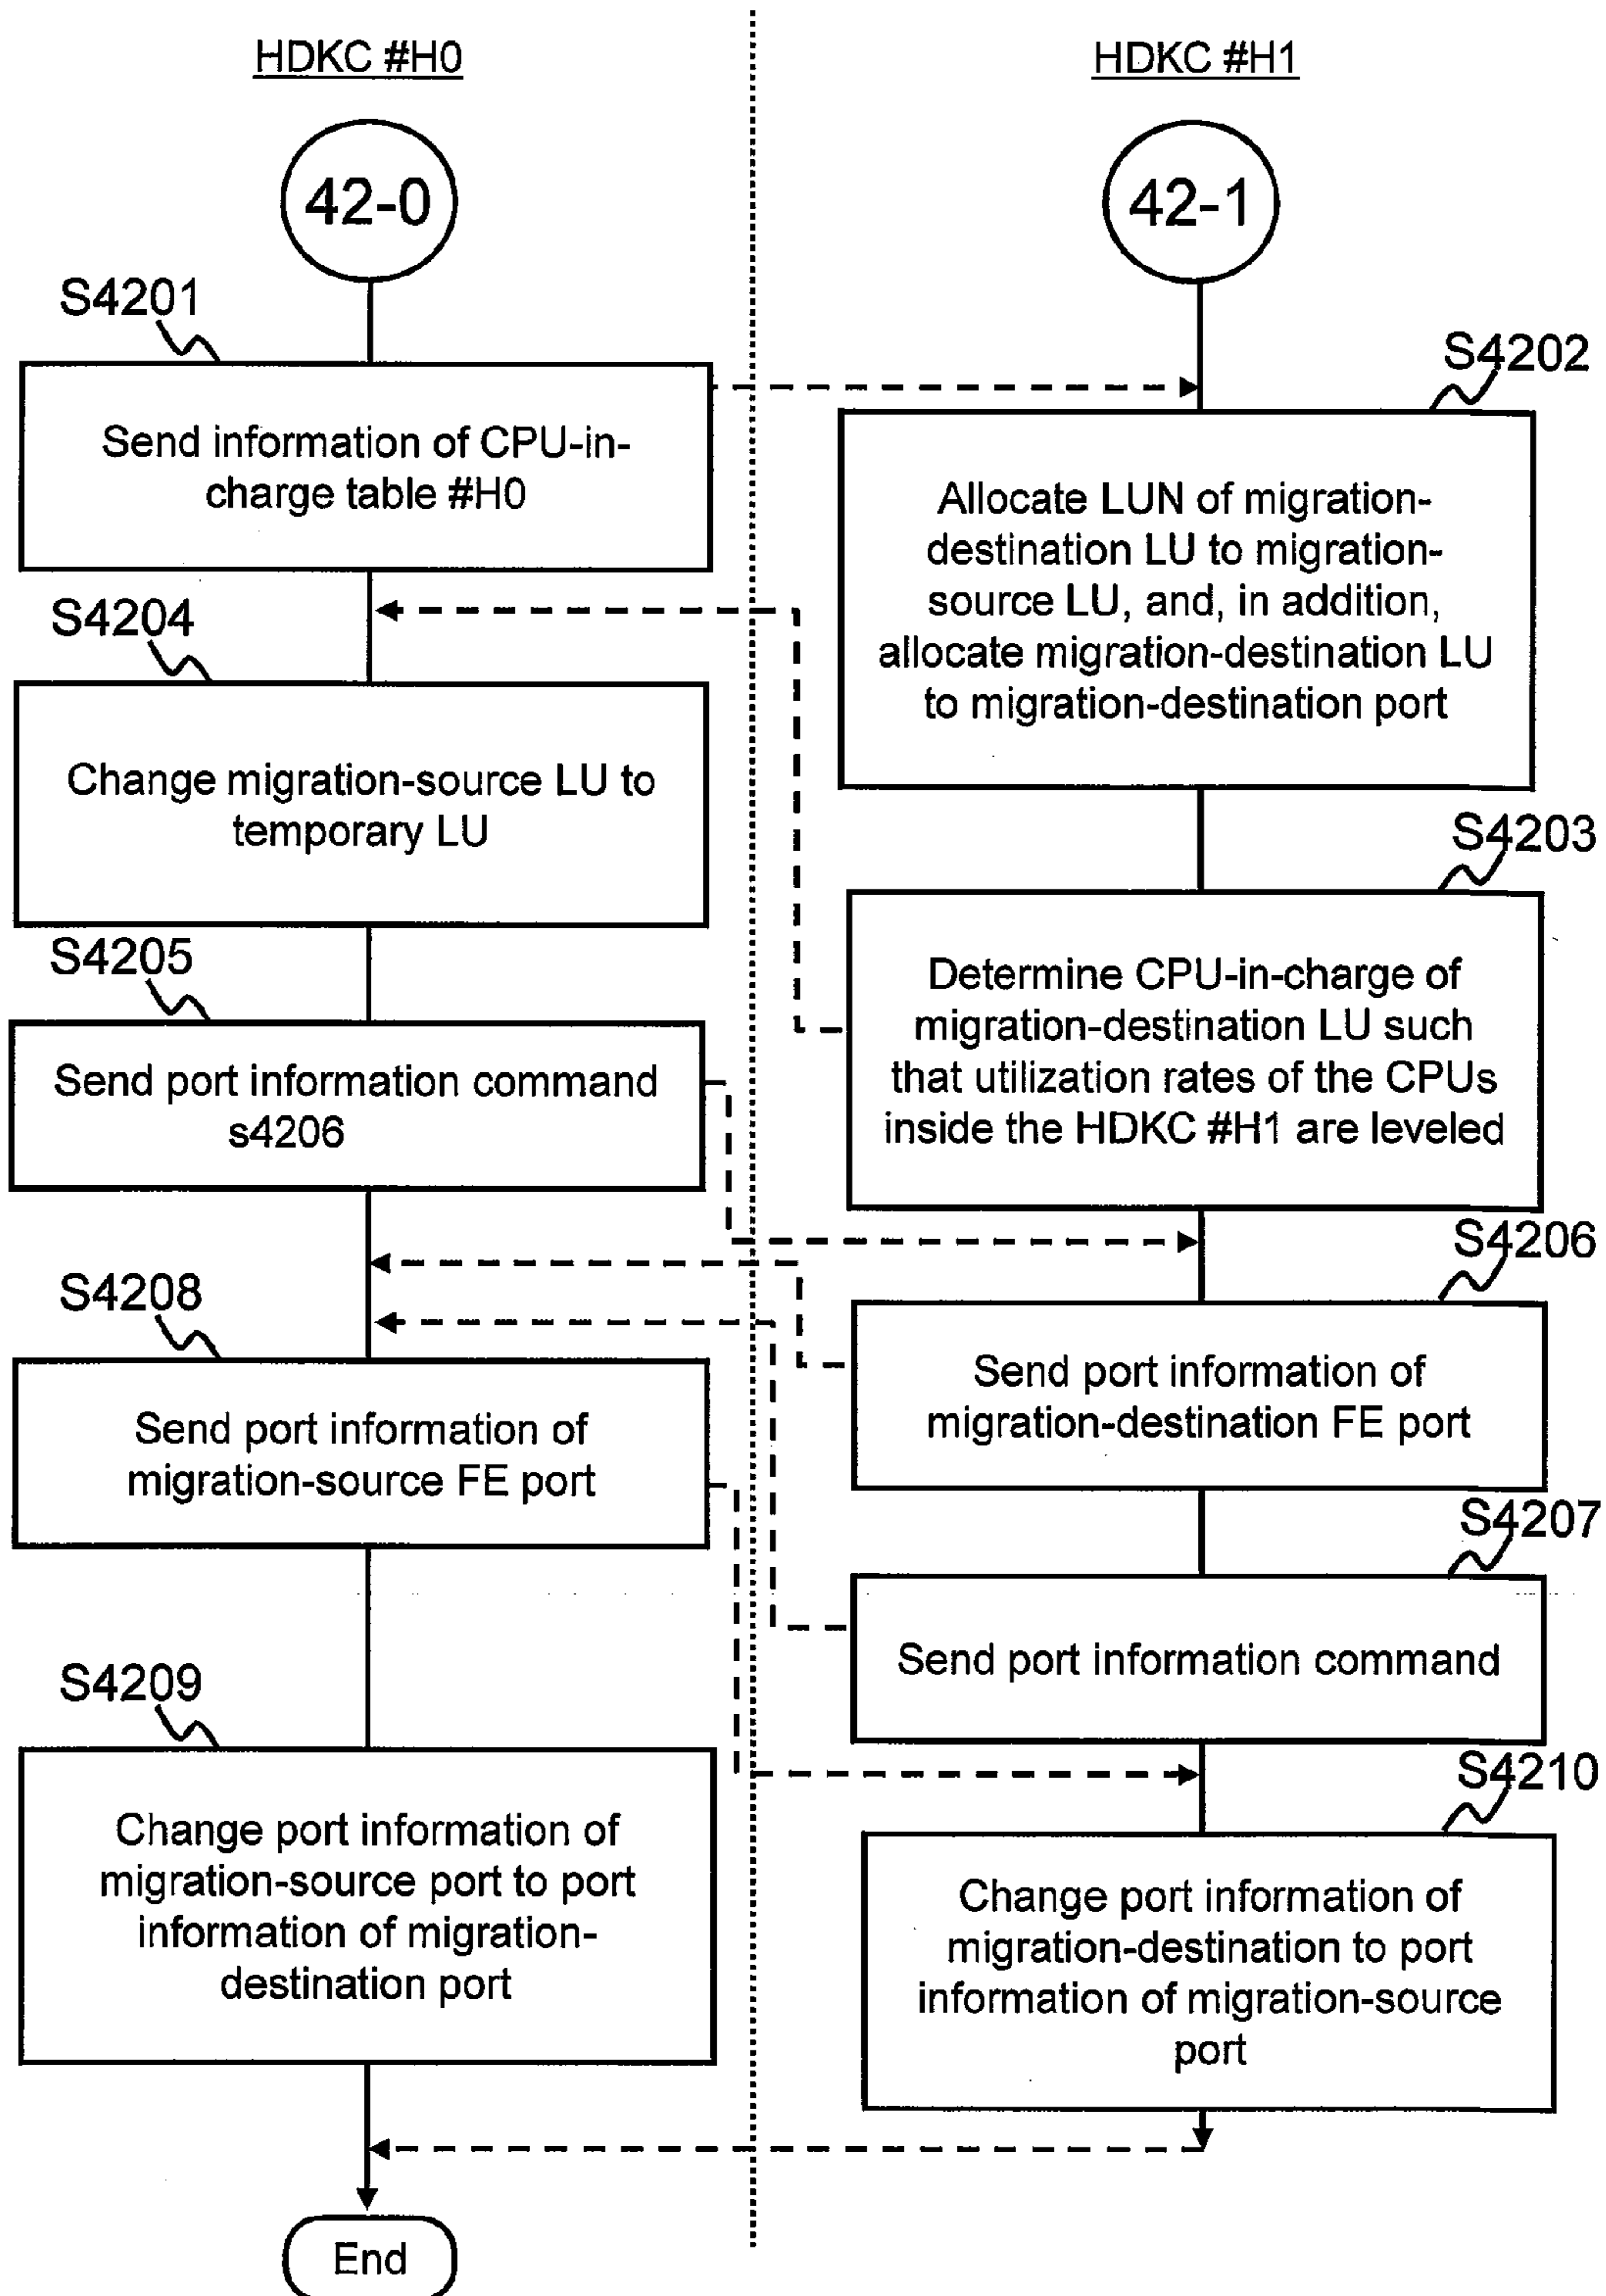 HDKC #H0
HDKC #H1
42-0
42-1
S4201
Send information of CPU-in-
charge table #H0
S4202
Allocate LUN of migration-
destination LU to migration-
source LU, and, in addition,
allocate migration-destination LU
to migration-destination port
S4203
Determine CPU-in-charge of
migration-destination LU such
that utilization rates of the CPUs
inside the HDKC #H1 are leveled
S4204
Change migration-source LU to
temporary LU
S4205
Send port information command
s4206
S4206
Send port information of
migration-destination FE port
S4207
Send port information command
S4208
Send port information of
migration-source FE port
S4209
Change port information of
migration-source port to port
information of migration-
destination port
S4210
Change port information of
migration-destination to port
information of migration-source
port
End